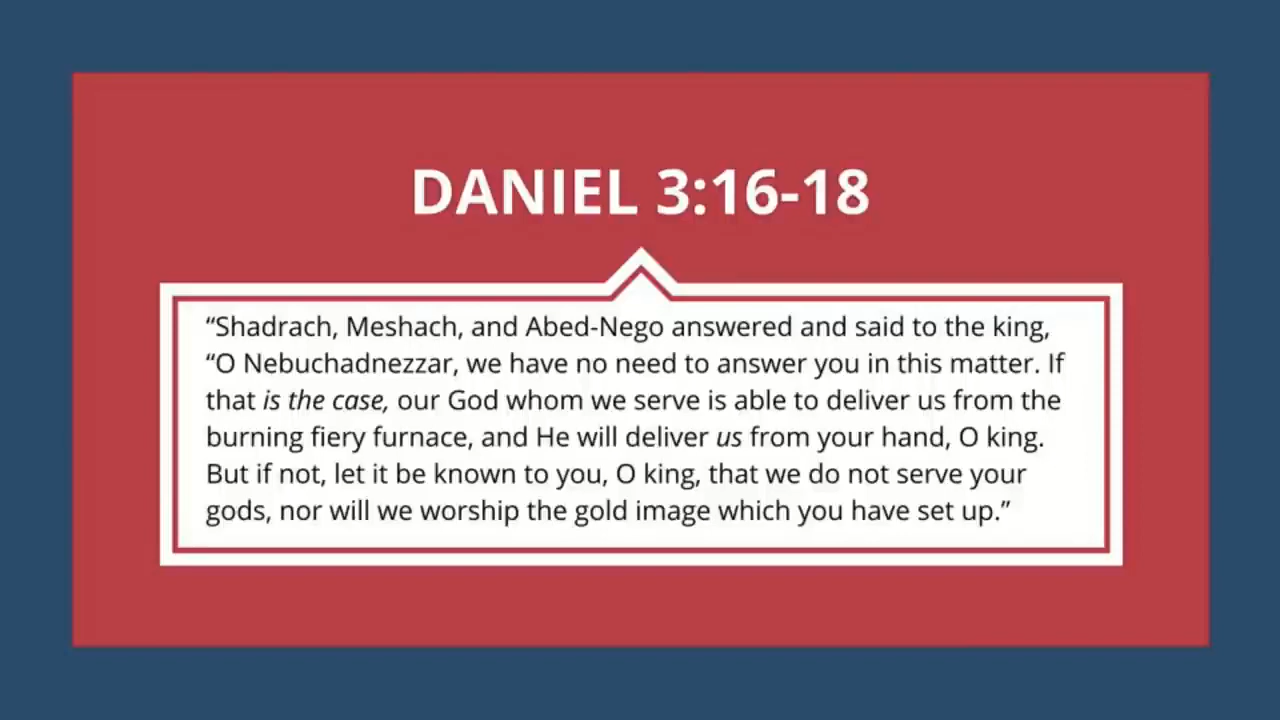 DANIEL 3:16-18
“Shadrach, Meshach, and Abed-Nego answered and said to the king,
“O Nebuchadnezzar, we have no need to answer you in this matter. If
that is the case, our God whom we serve is able to deliver us from the
burning fiery furnace, and He will deliver us from your hand, O king.
But if not, let it be known to you, O king, that we do not serve your
gods, nor will we worship the gold image which you have set up.”